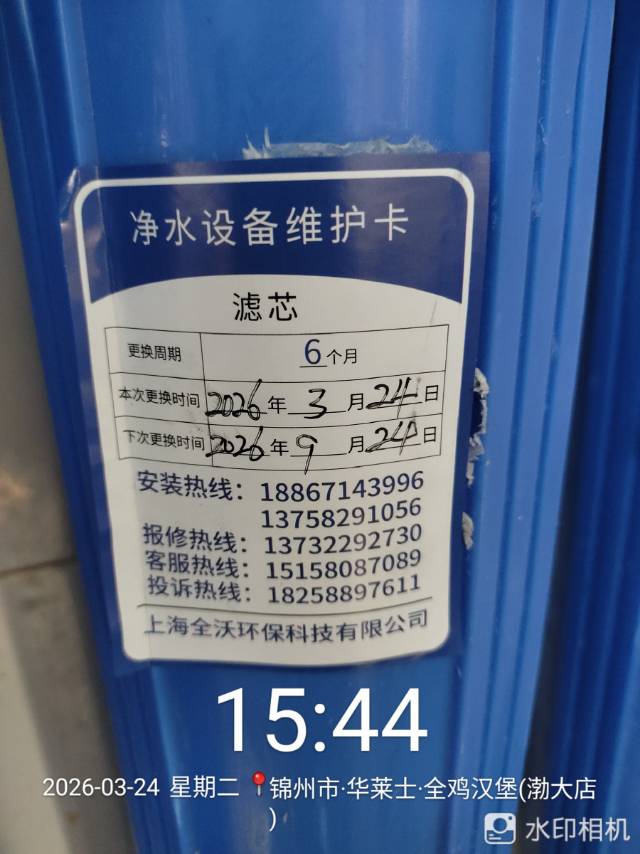 净水设备维护卡
滤芯
更换周期 6个月
本次更换时间 2026年 3 月 24 日
下次更换时间 2026年 9 月 24 日
安装热线：18867143996
13758291056
报修热线：13732292730
客服热线：15158087089
投诉热线：18258897611
上海全沃环保科技有限公司
15:44
2026-03-24 星期二 锦州市·华莱士·全鸡汉堡(渤大店
)
水印相机